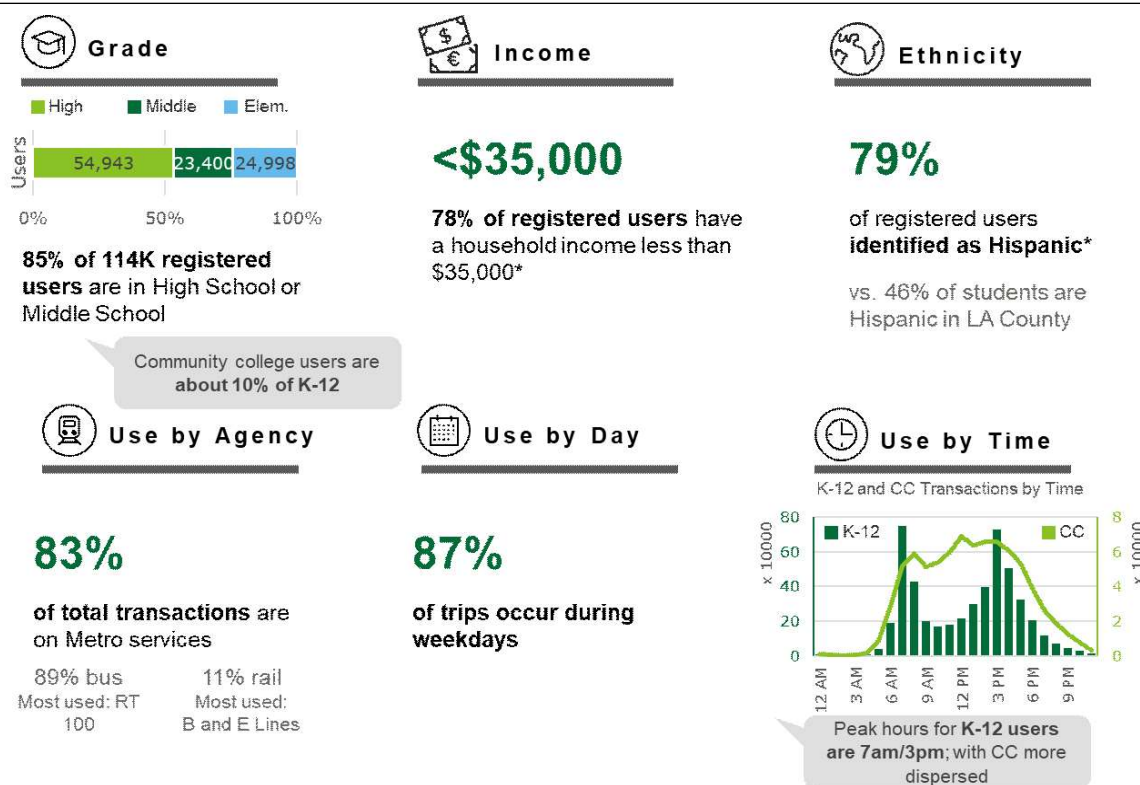 Grade
High Middle Elem.
Users
54,943 23,400 24,998
0% 50% 100%
85% of 114K registered
users are in High School or
Middle School
Community college users are
about 10% of K-12
Income
$
€
<$35,000
78% of registered users have
a household income less than
$35,000*
Ethnicity
79%
of registered users
identified as Hispanic*
vs. 46% of students are
Hispanic in LA County
Use by Agency
83%
of total transactions are
on Metro services
89% bus
Most used: RT
100
11% rail
Most used:
B and E Lines
Use by Day
87%
of trips occur during
weekdays
Use by Time
K-12 and CC Transactions by Time
K-12 CC
x 10000
80
60
40
20
0
8
6
4
2
0
x 10000
12 AM
3 AM
6 AM
9 AM
12 PM
3 PM
6 PM
9 PM
Peak hours for K-12 users
are 7am/3pm; with CC more
dispersed